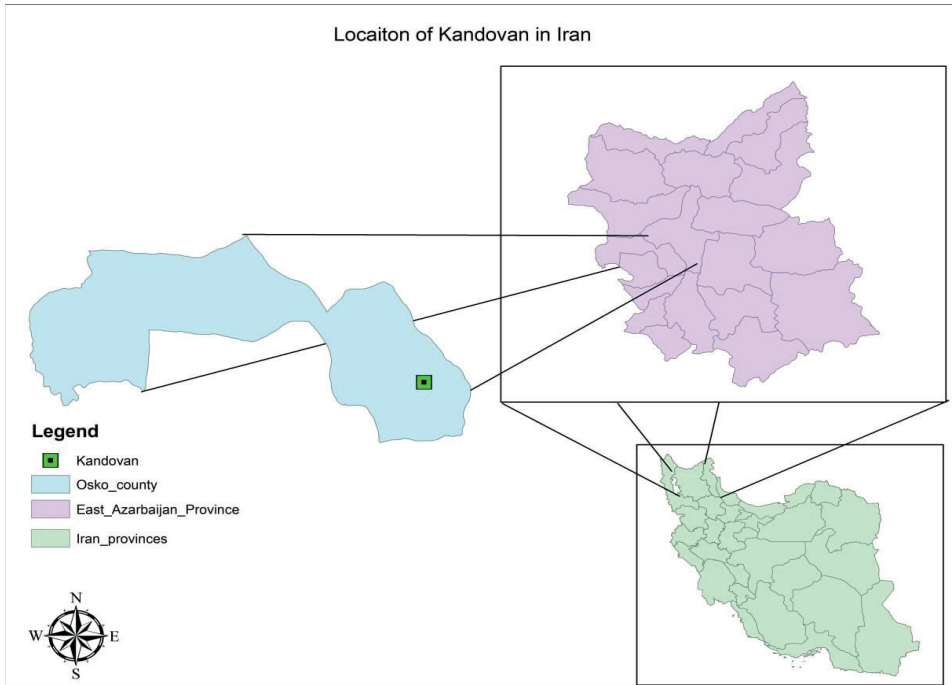 Locaiton of Kandovan in Iran
Legend
Kandovan
Osko_county
East_Azarbaijan_Province
Iran_provinces
N
W E
S